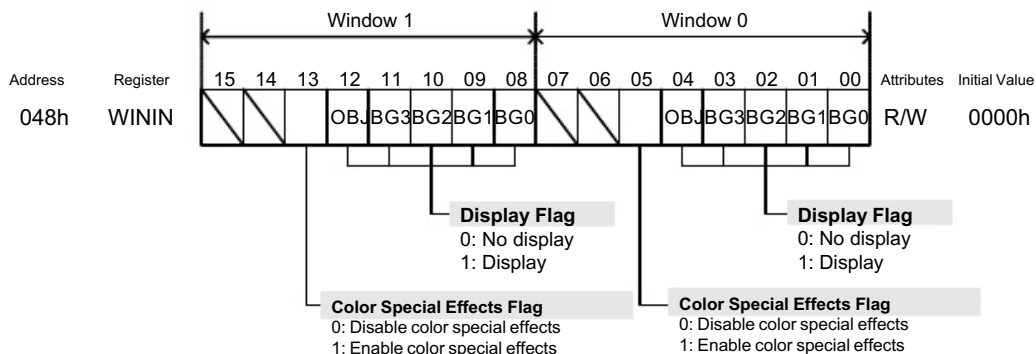 Window 1 Window 0
Address Register 15 14 13 12 11 10 09 08 07 06 05 04 03 02 01 00 Attributes Initial Value
048h WININ OBJ BG3 BG2 BG1 BG0 OBJ BG3 BG2 BG1 BG0 R/W 0000h
Display Flag
0: No display
1: Display
Display Flag
0: No display
1: Display
Color Special Effects Flag
0: Disable color special effects
1: Enable color special effects
Color Special Effects Flag
0: Disable color special effects
1: Enable color special effects